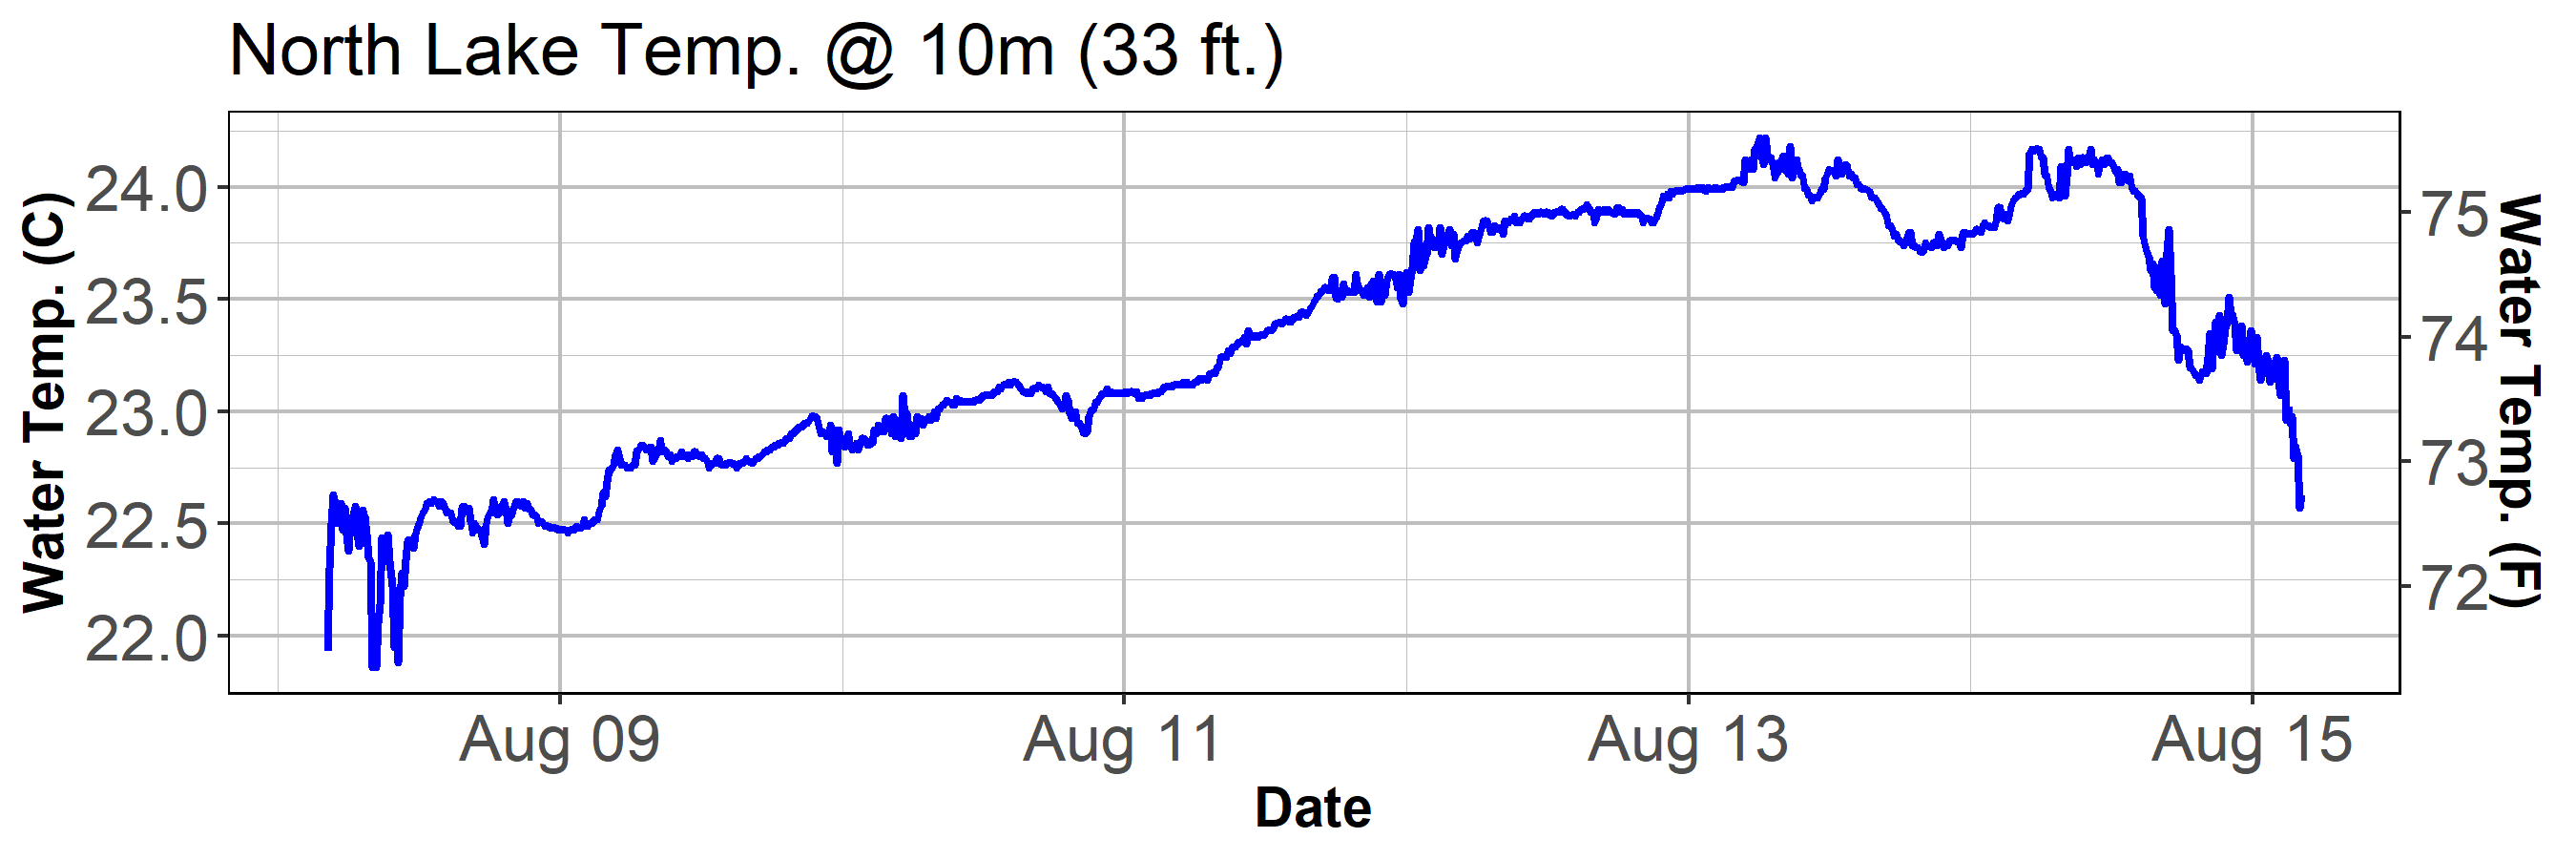 North Lake Temp. @ 10m (33 ft.)
Water Temp. (C)
24.0
23.5
23.0
22.5
22.0
75
74
73
72
Water Temp. (F)
Aug 09 Aug 11 Aug 13 Aug 15
Date